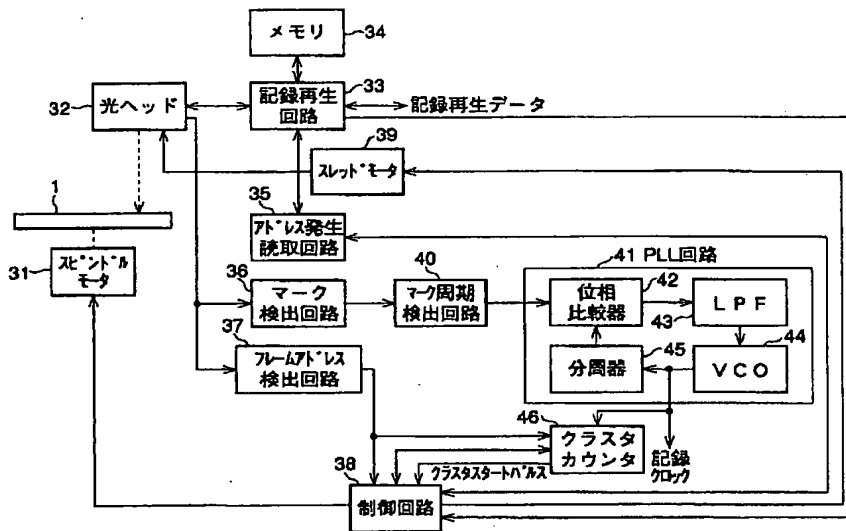 メモリ
34
33
32
光ヘッド
記録再生
回路
記録再生データ
39
スレッドモータ
1
35
アドレス発生
読取回路
31
スピンドル
モータ
36
マーク
検出回路
40
マーク周期
検出回路
41 PLL回路
42
位相
比較器
LPF
43
44
45
分周器
VCO
37
フレームアドレス
検出回路
46
クラスタ
カウンタ
記録
クロック
クラスタスタートパルス
38
制御回路